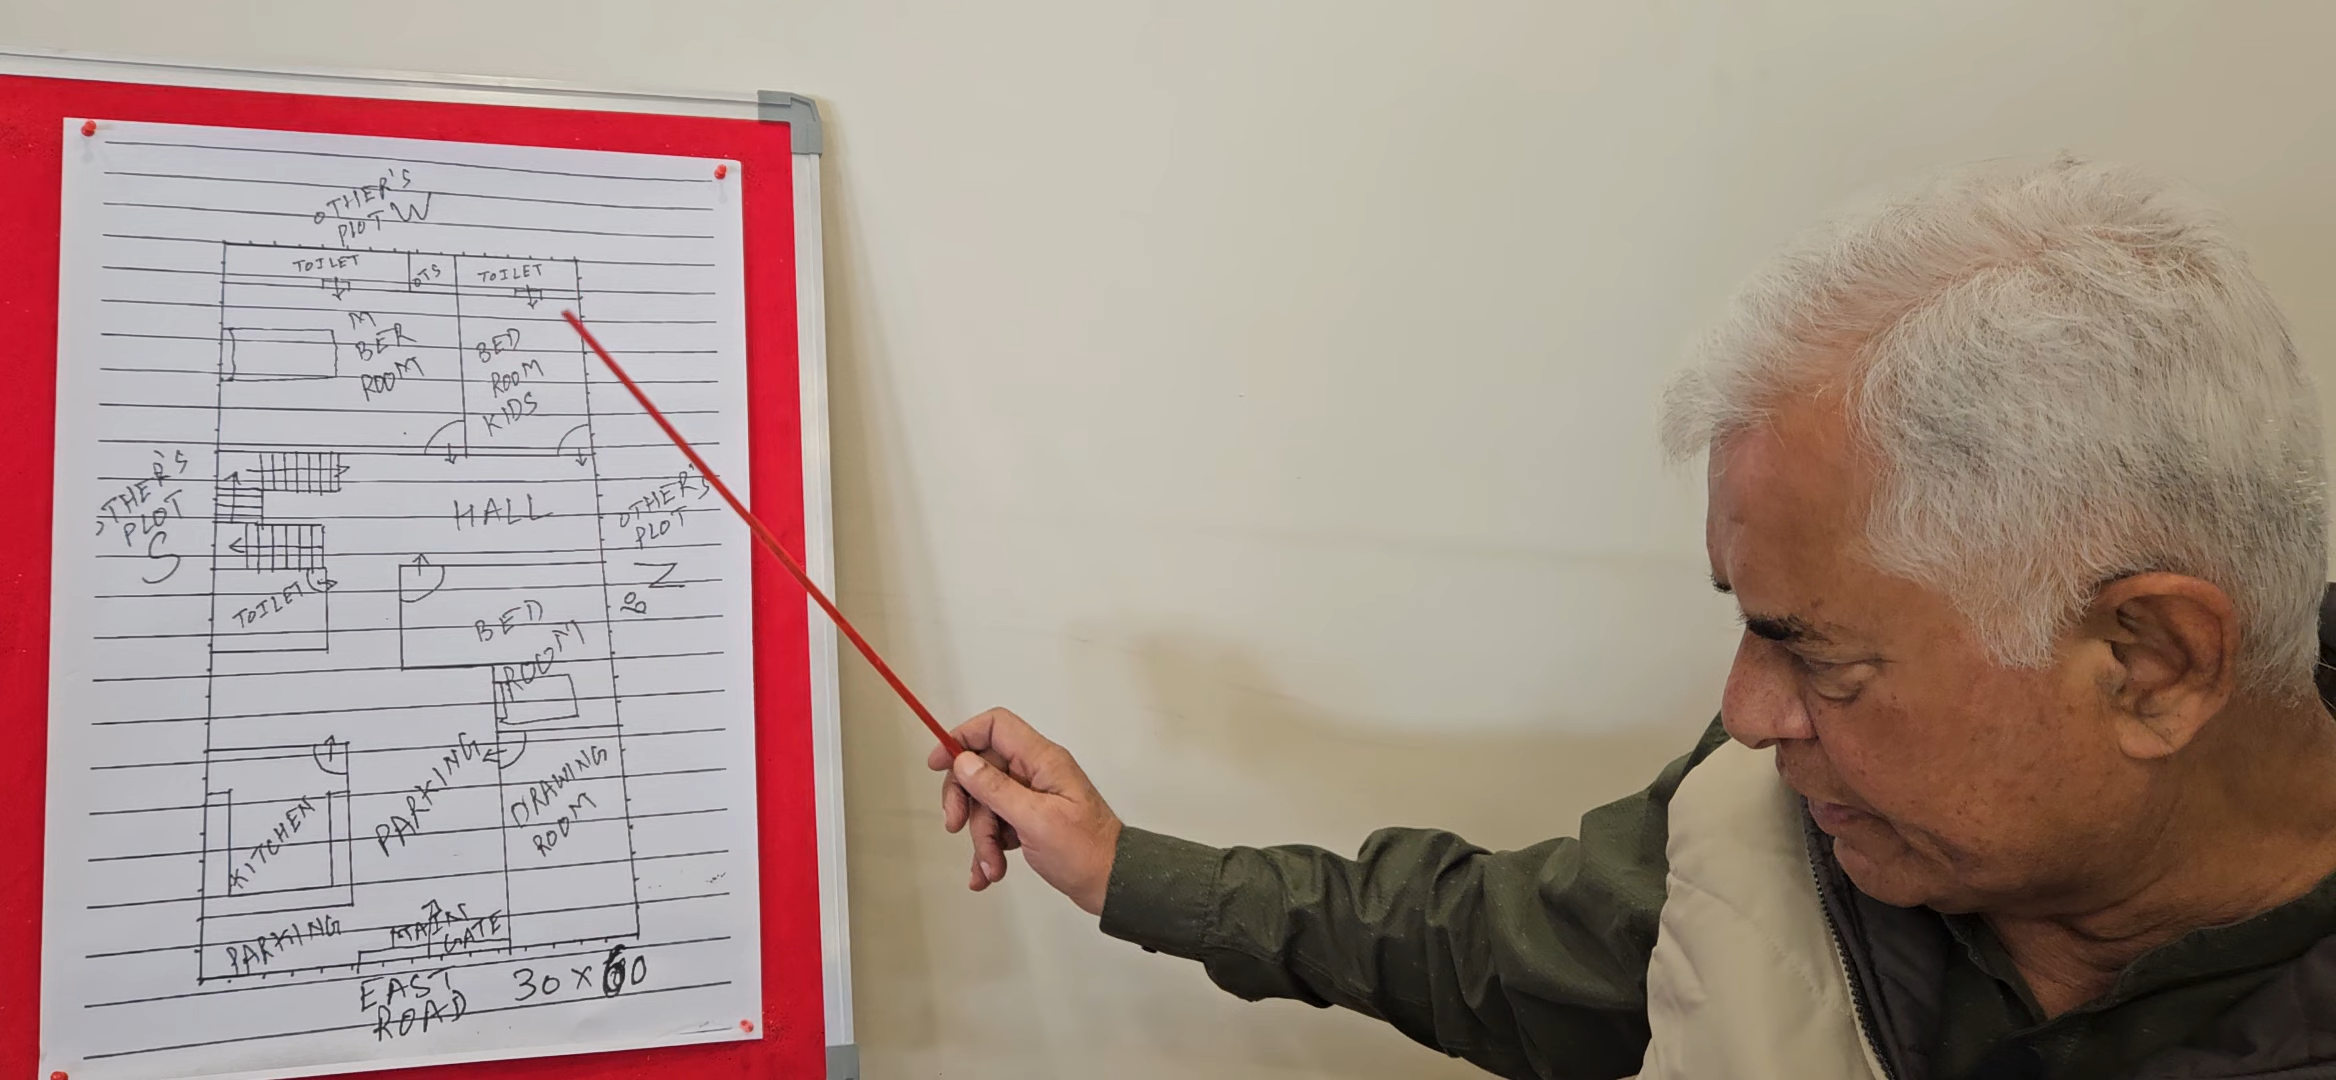 OTHER'S
PLOT W
TOILET
OTS
TOILET
M
BER
ROOM
BED
ROOM
KIDS
OTHER'S
PLOT
S
HALL
OTHER'S
PLOT
N
TOILET
BED
ROOM
PARKING
DRAWING
ROOM
KITCHEN
PARKING
MAIN
GATE
EAST
ROAD
30 x 60